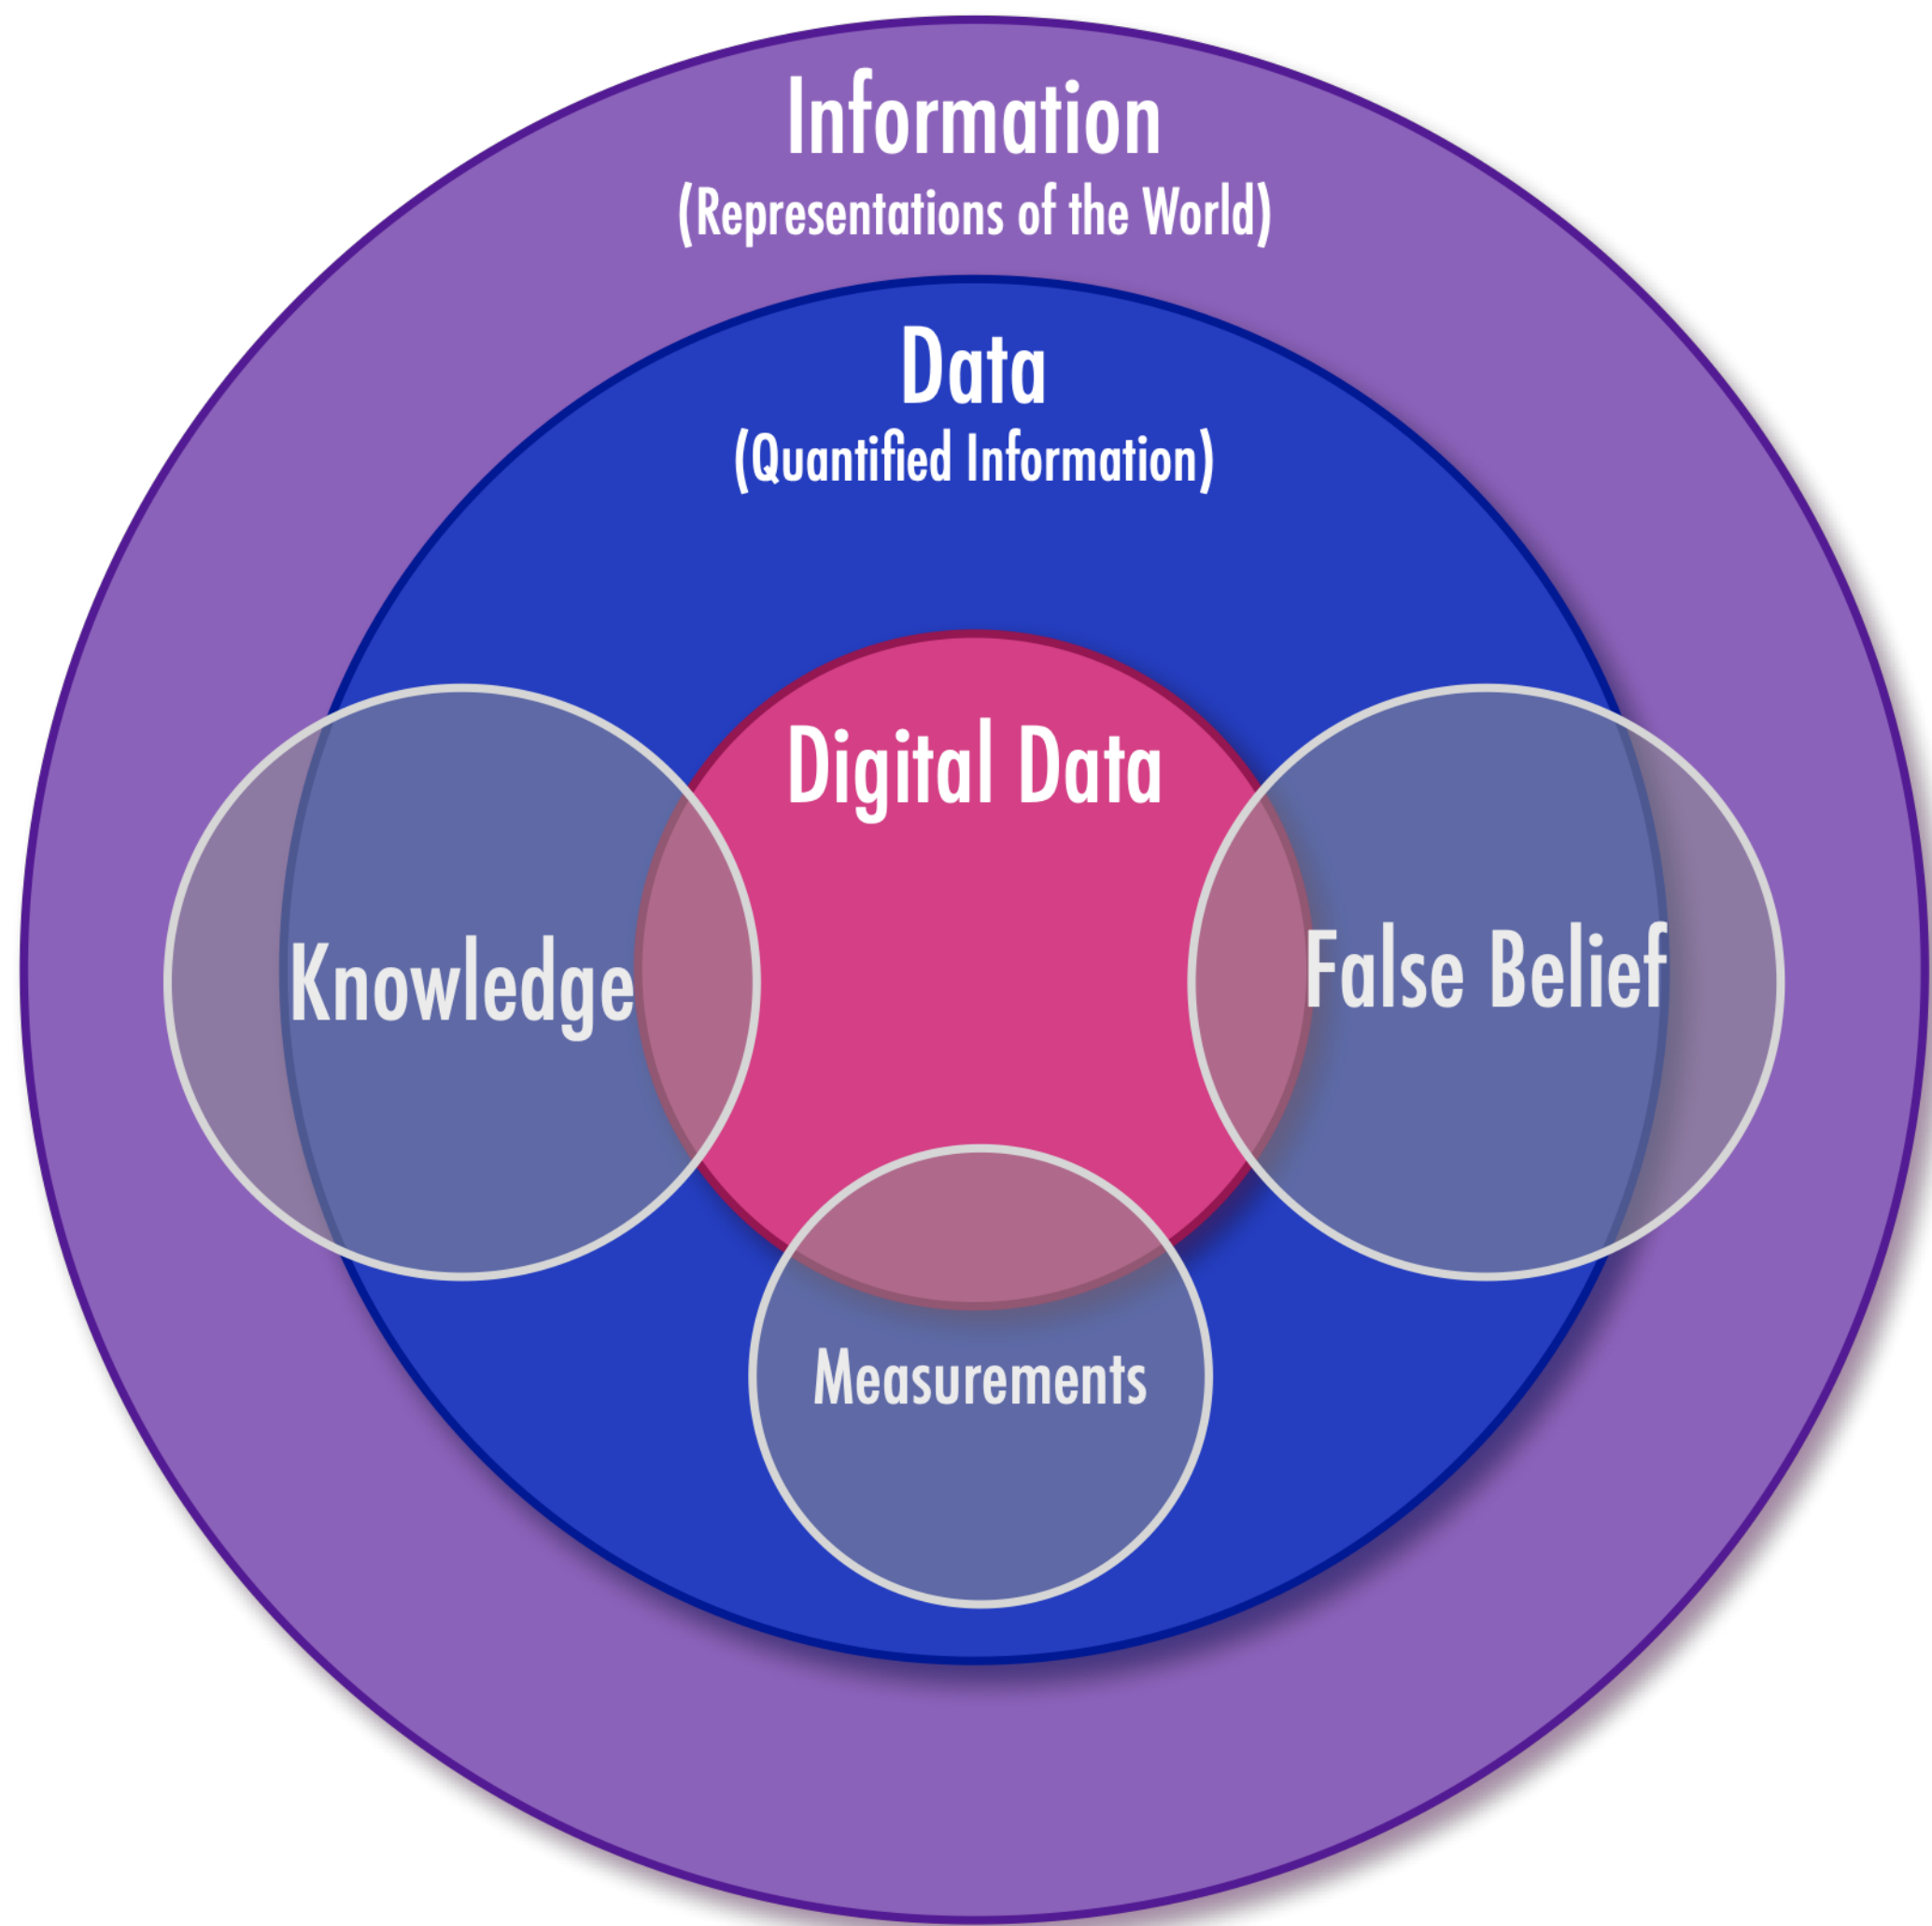 Information
(Representations of the World)
Data
(Quantified Information)
Digital Data
Knowledge
False Belief
Measurements